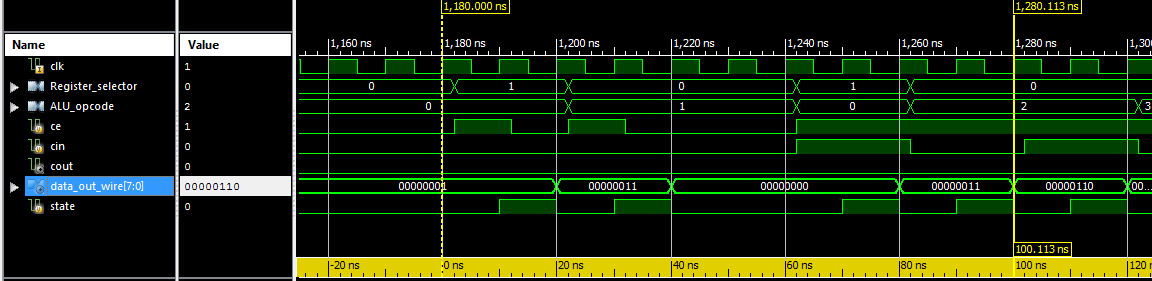 1,180.000 ns 1,280.113 ns
Name Value 1,160 ns 1,180 ns 1,200 ns 1,220 ns 1,240 ns 1,260 ns 1,280 ns 1,300
clk 1
Register_selector 0 0 1 0 1 0
ALU_opcode 2 0 1 0 2 3
ce 1
cin 0
cout 0
data_out_wire[7:0] 00000110 00000001 00000011 00000000 00000011 00000110 00...
state 0
100.113 ns
-20 ns 0 ns 20 ns 40 ns 60 ns 80 ns 100 ns 120